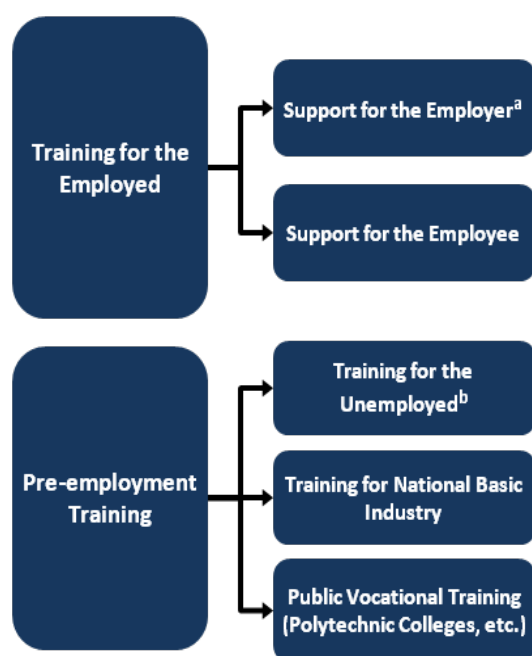 Training for the
Employed
Support for the Employerᵃ
Support for the Employee
Pre-employment
Training
Training for the
Unemployedᵇ
Training for National Basic
Industry
Public Vocational Training
(Polytechnic Colleges, etc.)